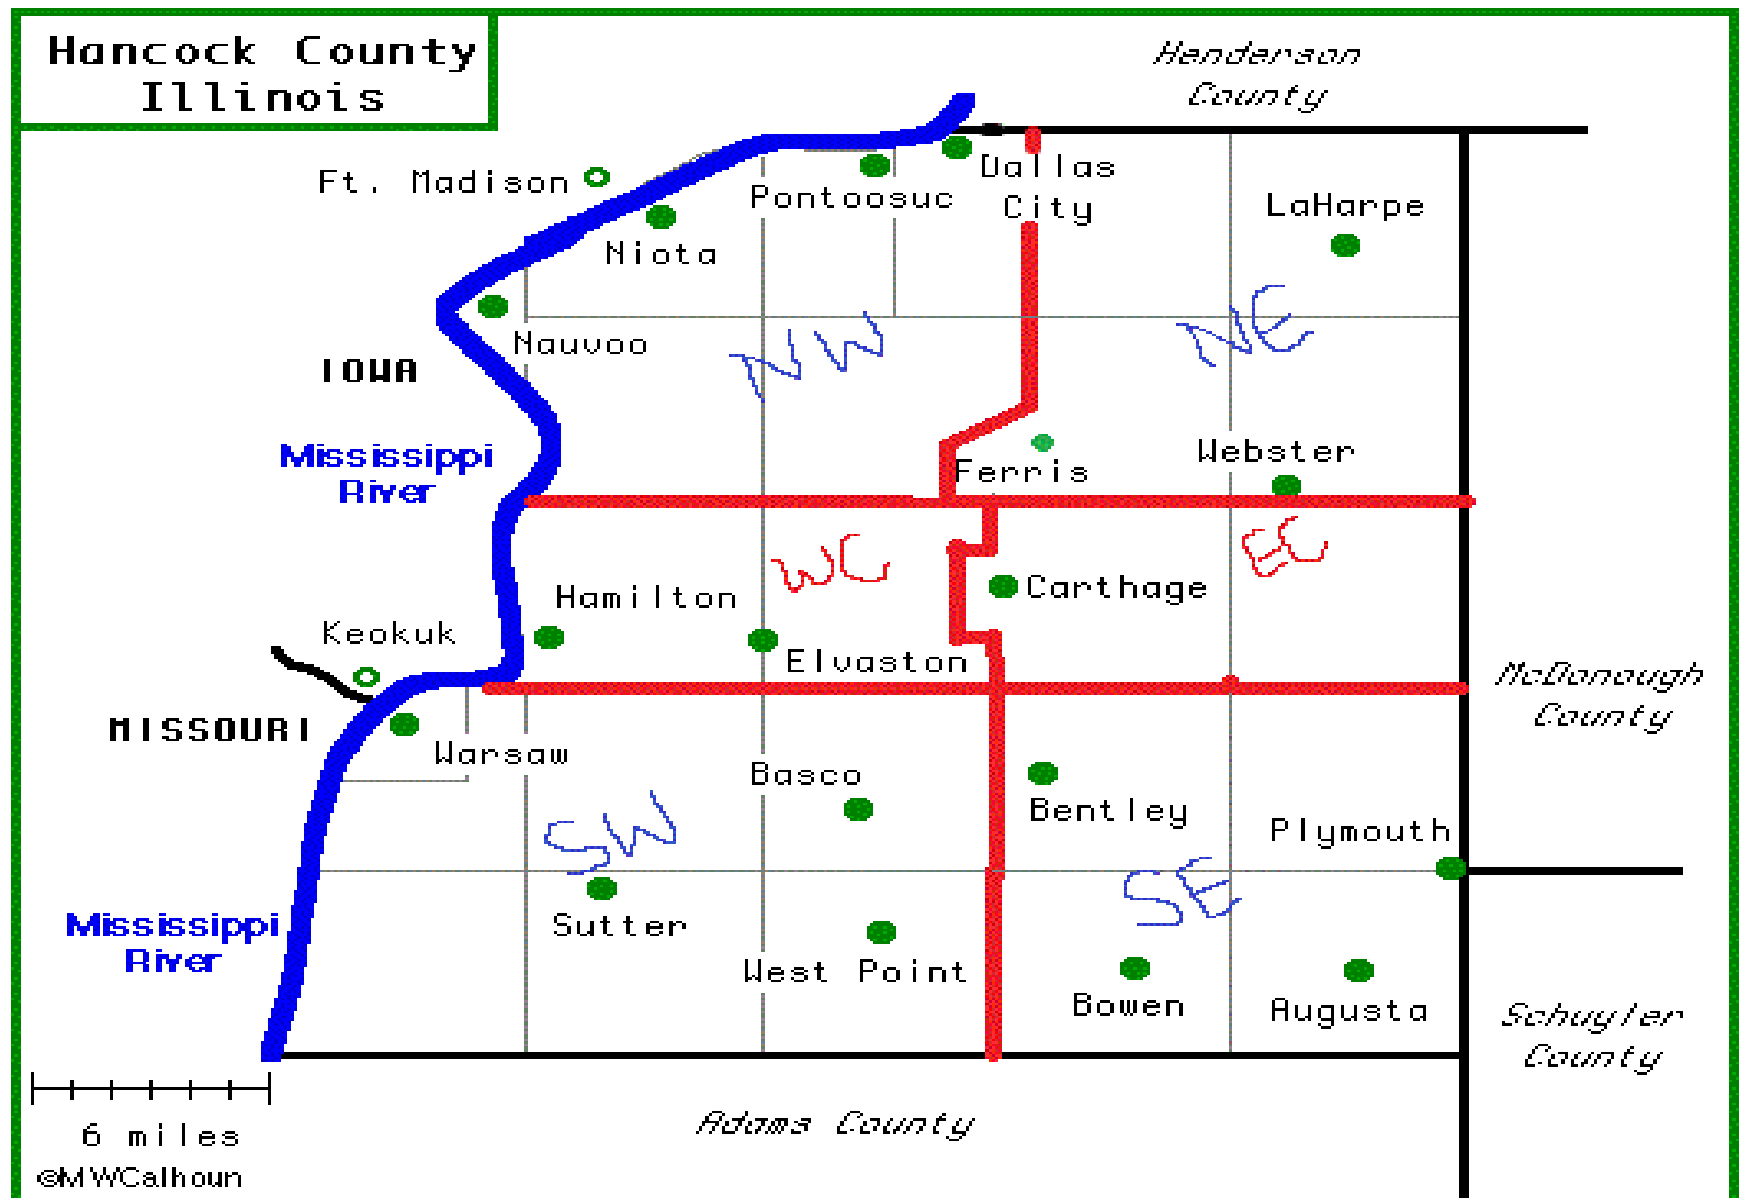 Hancock County
Illinois
Henderson
County
Ft. Madison
Pontoosuc
Dallas
City
LaHarpe
Niota
Nauvoo
NW
NE
IOWA
Mississippi
River
Ferris
Webster
WC
EC
Hamilton
Carthage
Keokuk
Elvaston
McDonough
County
MISSOURI
Warsaw
Basco
Bentley
Plymouth
SW
SE
Sutter
Mississippi
River
West Point
Bowen
Augusta
Schuyler
County
6 miles
Adams County
©MWCalhoun